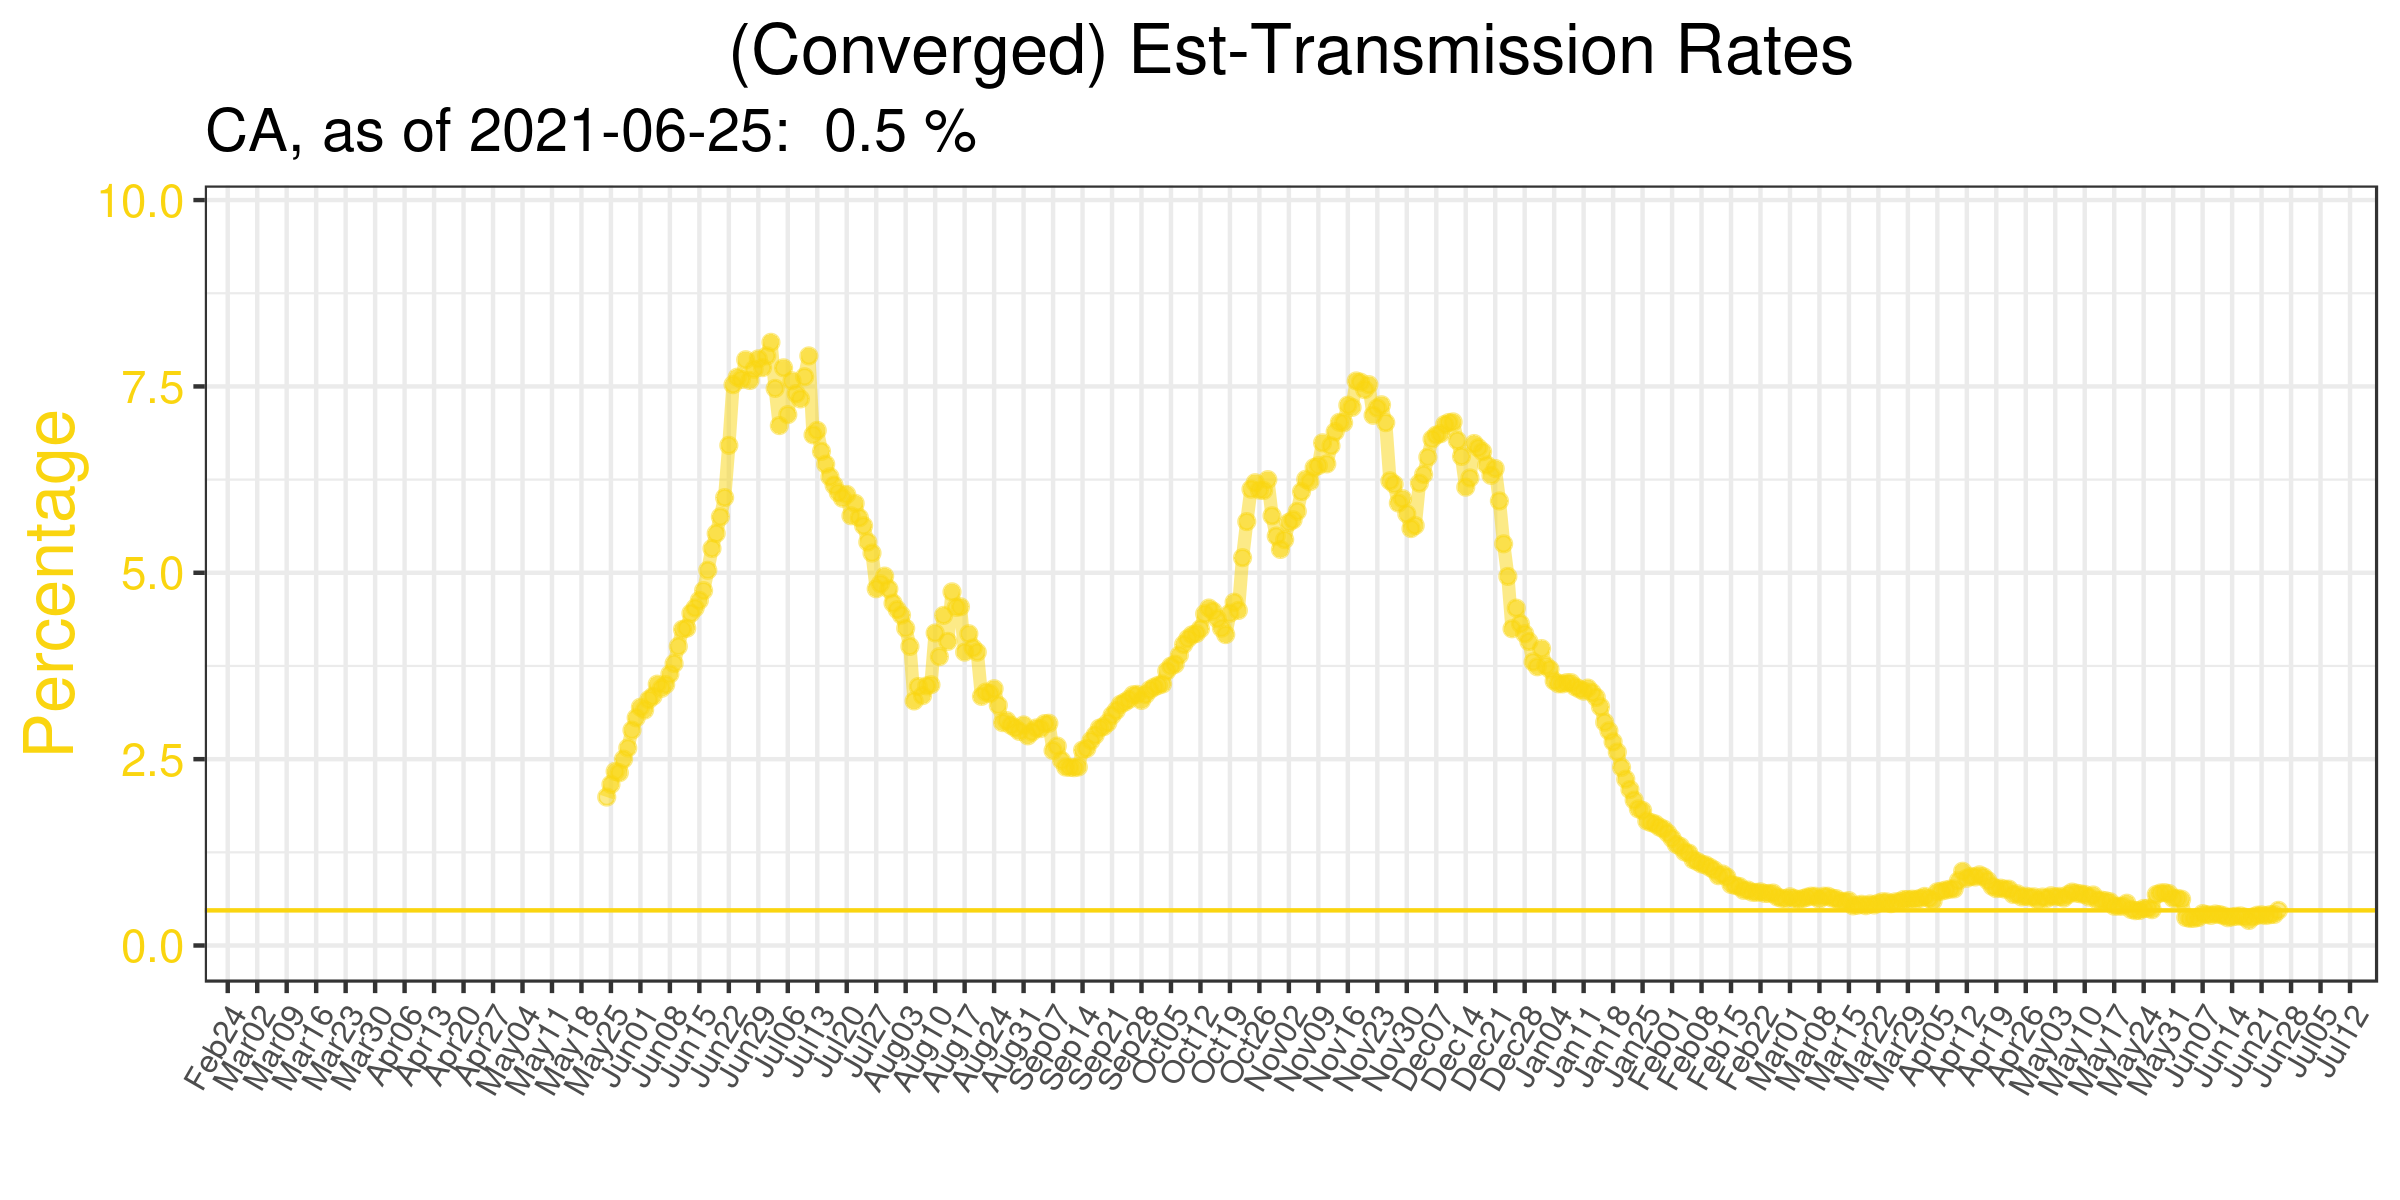 (Converged) Est-Transmission Rates
CA, as of 2021-06-25:  0.5 %
Percentage
10.0
7.5
5.0
2.5
0.0
Feb24
Mar02
Mar09
Mar16
Mar23
Mar30
Apr06
Apr13
Apr20
Apr27
May04
May11
May18
May25
Jun01
Jun08
Jun15
Jun22
Jun29
Jul06
Jul13
Jul20
Jul27
Aug03
Aug10
Aug17
Aug24
Aug31
Sep07
Sep14
Sep21
Sep28
Oct05
Oct12
Oct19
Oct26
Nov02
Nov09
Nov16
Nov23
Nov30
Dec07
Dec14
Dec21
Dec28
Jan04
Jan11
Jan18
Jan25
Feb01
Feb08
Feb15
Feb22
Mar01
Mar08
Mar15
Mar22
Mar29
Apr05
Apr12
Apr19
Apr26
May03
May10
May17
May24
May31
Jun07
Jun14
Jun21
Jun28
Jul05
Jul12